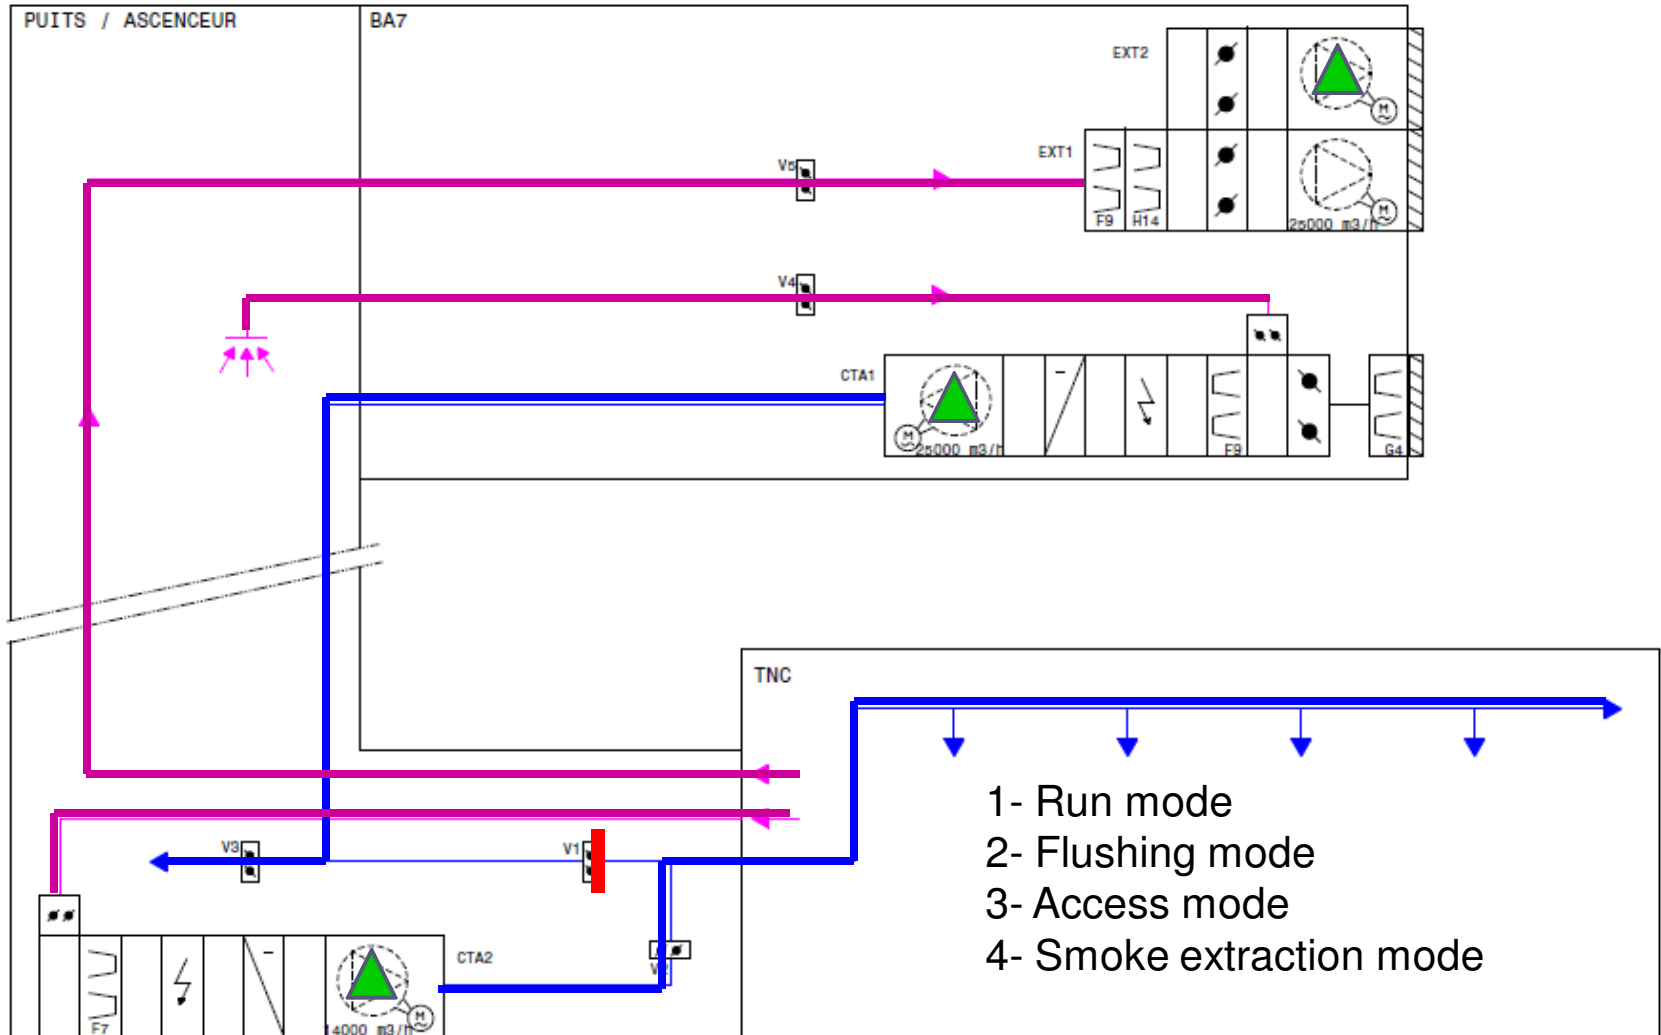 PUITS / ASCENCEUR
BA7
EXT2
M
EXT1
V5
F9
H14
M
25000 m3/h
V4
CTA1
M
25000 m3/h
F9
G4
TNC
1- Run mode
2- Flushing mode
3- Access mode
4- Smoke extraction mode
V3
V1
CTA2
F7
M
14000 m3/h